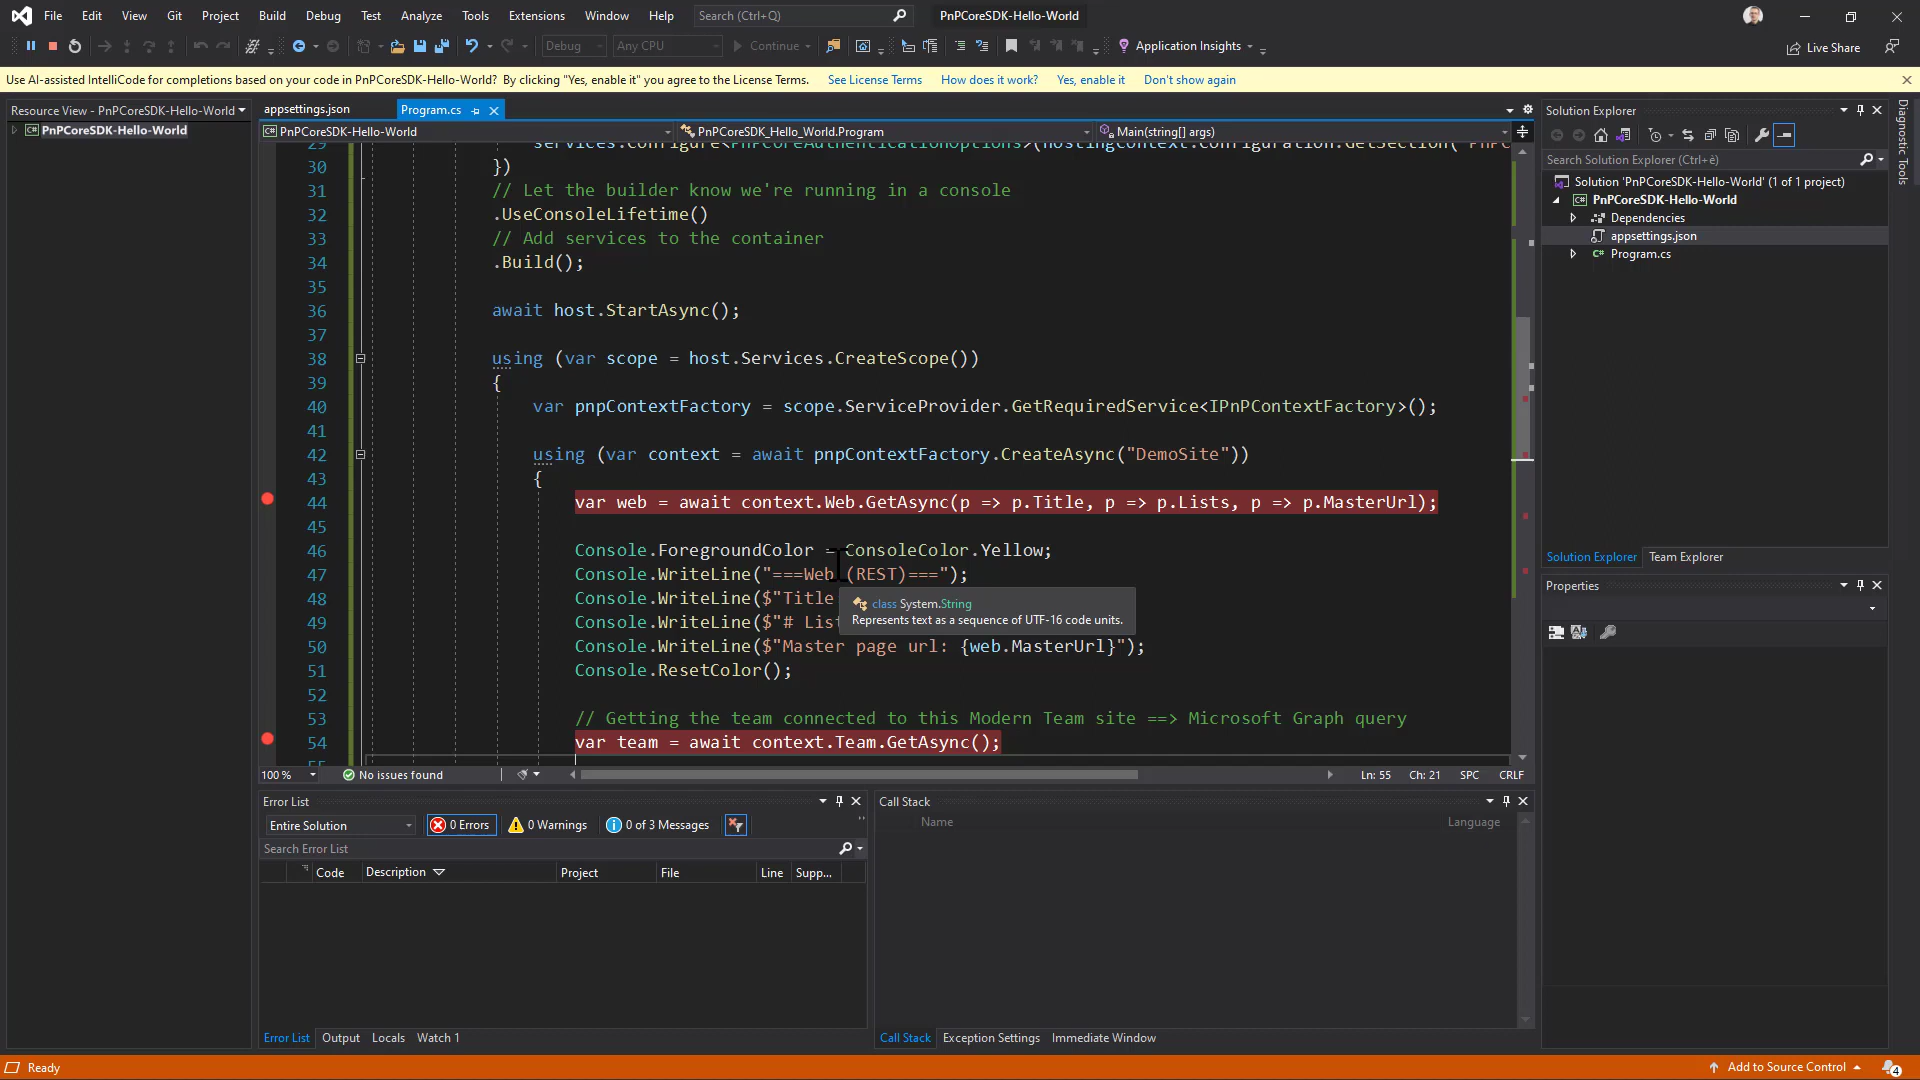 File Edit View Git Project Build Debug Test Analyze Tools Extensions Window Help Search (Ctrl+Q) PnPCoreSDK-Hello-World
Debug Any CPU Continue Application Insights Live Share
Use AI-assisted IntelliCode for completions based on your code in PnPCoreSDK-Hello-World? By clicking "Yes, enable it" you agree to the License Terms. See License Terms How does it work? Yes, enable it Don't show again
Resource View - PnPCoreSDK-Hello-World
PnPCoreSDK-Hello-World
appsettings.json Program.cs
PnPCoreSDK-Hello-World PnPCoreSDK_Hello_World.Program Main(string[] args)
29 services.Configure<PnPCoreAuthenticationOptions>(hostingContext.Configuration.GetSection("PnPC
30 })
31 // Let the builder know we're running in a console
32 .UseConsoleLifetime()
33 // Add services to the container
34 .Build();
35
36 await host.StartAsync();
37
38 using (var scope = host.Services.CreateScope())
39 {
40 var pnpContextFactory = scope.ServiceProvider.GetRequiredService<IPnPContextFactory>();
41
42 using (var context = await pnpContextFactory.CreateAsync("DemoSite"))
43 {
44 var web = await context.Web.GetAsync(p => p.Title, p => p.Lists, p => p.MasterUrl);
45
46 Console.ForegroundColor = ConsoleColor.Yellow;
47 Console.WriteLine("===Web (REST)===");
48 Console.WriteLine($"Title
49 Console.WriteLine($"# List
50 Console.WriteLine($"Master page url: {web.MasterUrl}");
51 Console.ResetColor();
52
53 // Getting the team connected to this Modern Team site ==> Microsoft Graph query
54 var team = await context.Team.GetAsync();
class System.String
Represents text as a sequence of UTF-16 code units.
100 % No issues found Ln: 55 Ch: 21 SPC CRLF
Error List
Entire Solution 0 Errors 0 Warnings 0 of 3 Messages
Search Error List
Code Description Project File Line Supp...
Error List Output Locals Watch 1
Call Stack
Name Language
Call Stack Exception Settings Immediate Window
Solution Explorer
Search Solution Explorer (Ctrl+è)
Solution 'PnPCoreSDK-Hello-World' (1 of 1 project)
PnPCoreSDK-Hello-World
Dependencies
appsettings.json
Program.cs
Solution Explorer Team Explorer
Properties
Diagnostic Tools
Ready Add to Source Control 4